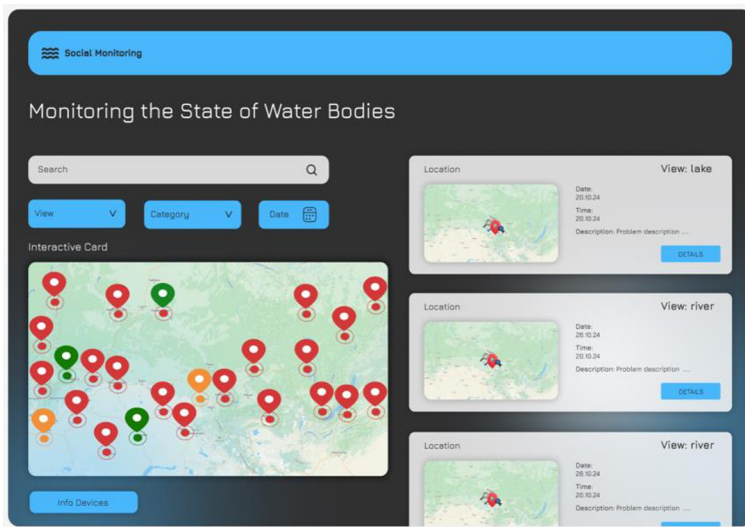 Social Monitoring
Monitoring the State of Water Bodies
Search
View
Category
Date
Interactive Card
Info Devices
Location
View: lake
Date:
20.10.24
Time:
20.10.24
Description: Problem description ....
DETAILS
Location
View: river
Date:
26.10.24
Time:
20.10.24
Description: Problem description ....
DETAILS
Location
View: river
Date:
26.10.24
Time:
20.10.24
Description: Problem description ....